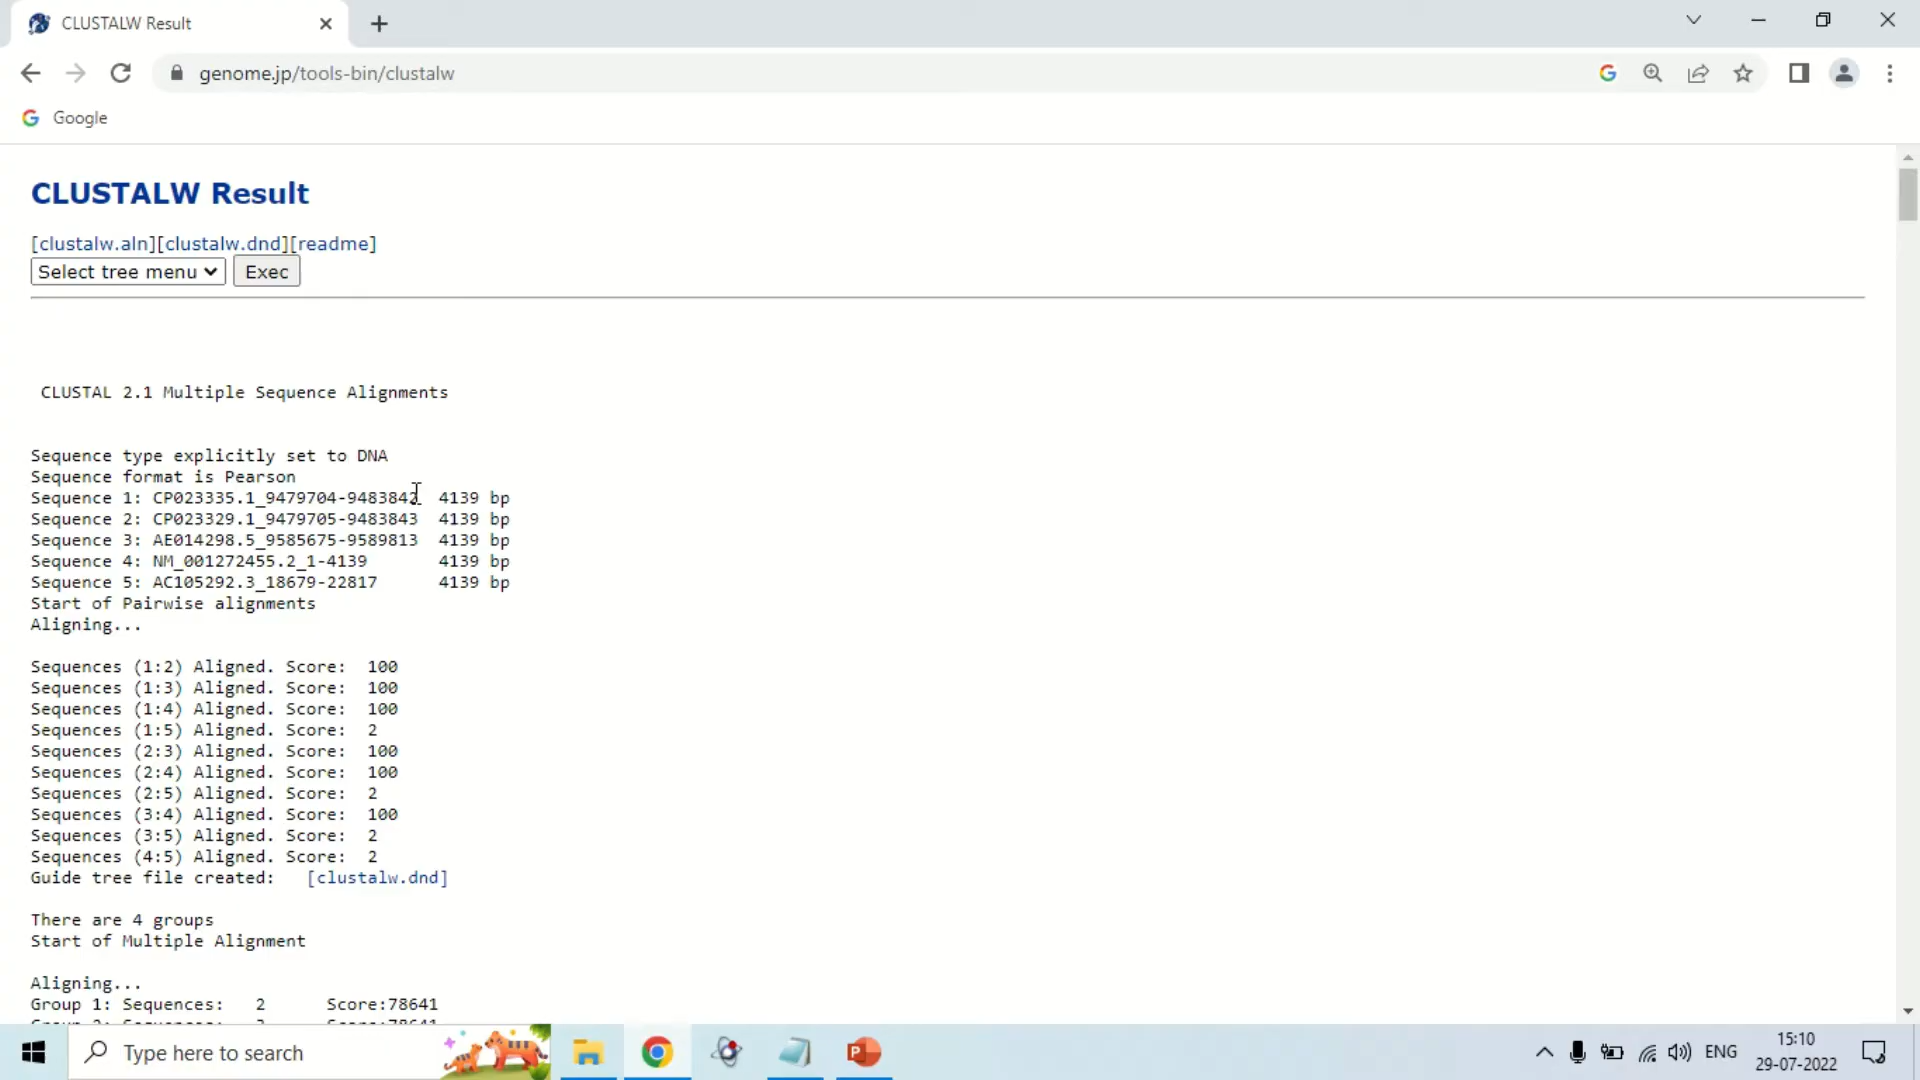 CLUSTALW Result
genome.jp/tools-bin/clustalw
Google
CLUSTALW Result
[clustalw.aln][clustalw.dnd][readme]
Select tree menu Exec
CLUSTAL 2.1 Multiple Sequence Alignments
Sequence type explicitly set to DNA
Sequence format is Pearson
Sequence 1: CP023335.1_9479704-9483842 4139 bp
Sequence 2: CP023329.1_9479705-9483843 4139 bp
Sequence 3: AE014298.5_9585675-9589813 4139 bp
Sequence 4: NM_001272455.2_1-4139 4139 bp
Sequence 5: AC105292.3_18679-22817 4139 bp
Start of Pairwise alignments
Aligning...
Sequences (1:2) Aligned. Score: 100
Sequences (1:3) Aligned. Score: 100
Sequences (1:4) Aligned. Score: 100
Sequences (1:5) Aligned. Score: 2
Sequences (2:3) Aligned. Score: 100
Sequences (2:4) Aligned. Score: 100
Sequences (2:5) Aligned. Score: 2
Sequences (3:4) Aligned. Score: 100
Sequences (3:5) Aligned. Score: 2
Sequences (4:5) Aligned. Score: 2
Guide tree file created: [clustalw.dnd]
There are 4 groups
Start of Multiple Alignment
Aligning...
Group 1: Sequences: 2 Score:78641
Type here to search
ENG
15:10
29-07-2022